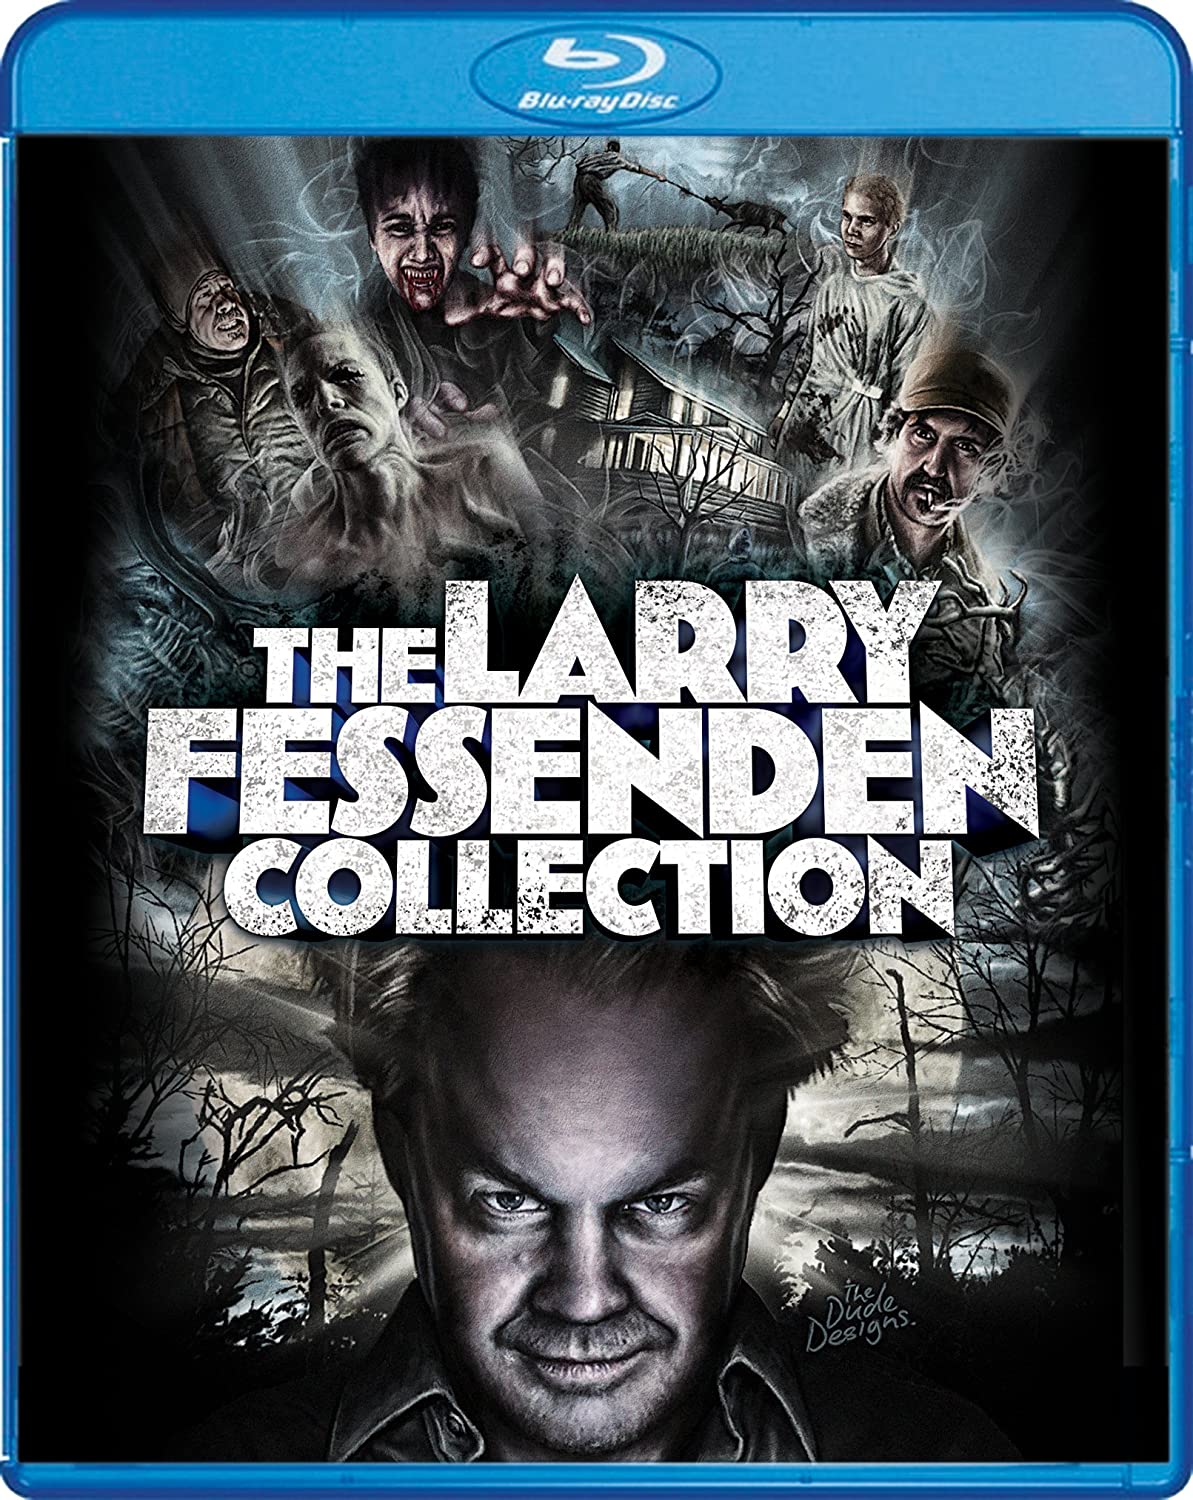 Blu-ray Disc
THE LARRY
FESSENDEN
COLLECTION
The
Dude
Designs.